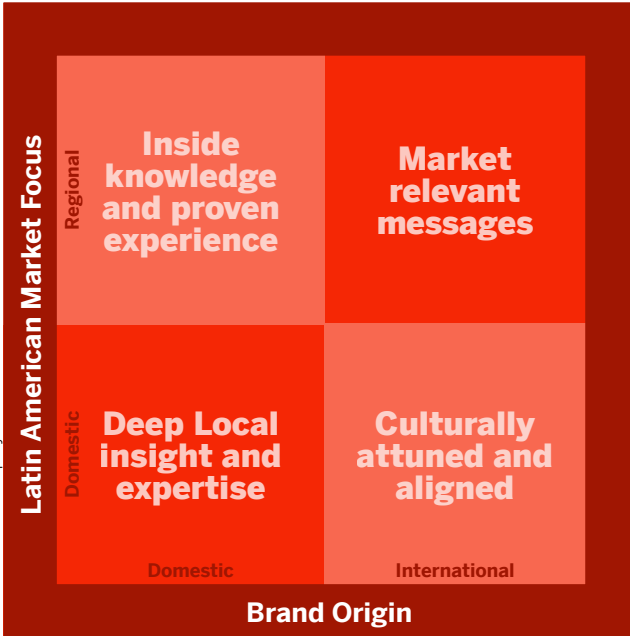 Latin American Market Focus
Regional
Inside
knowledge
and proven
experience
Market
relevant
messages
Domestic
Deep Local
insight and
expertise
Culturally
attuned and
aligned
Domestic
International
Brand Origin